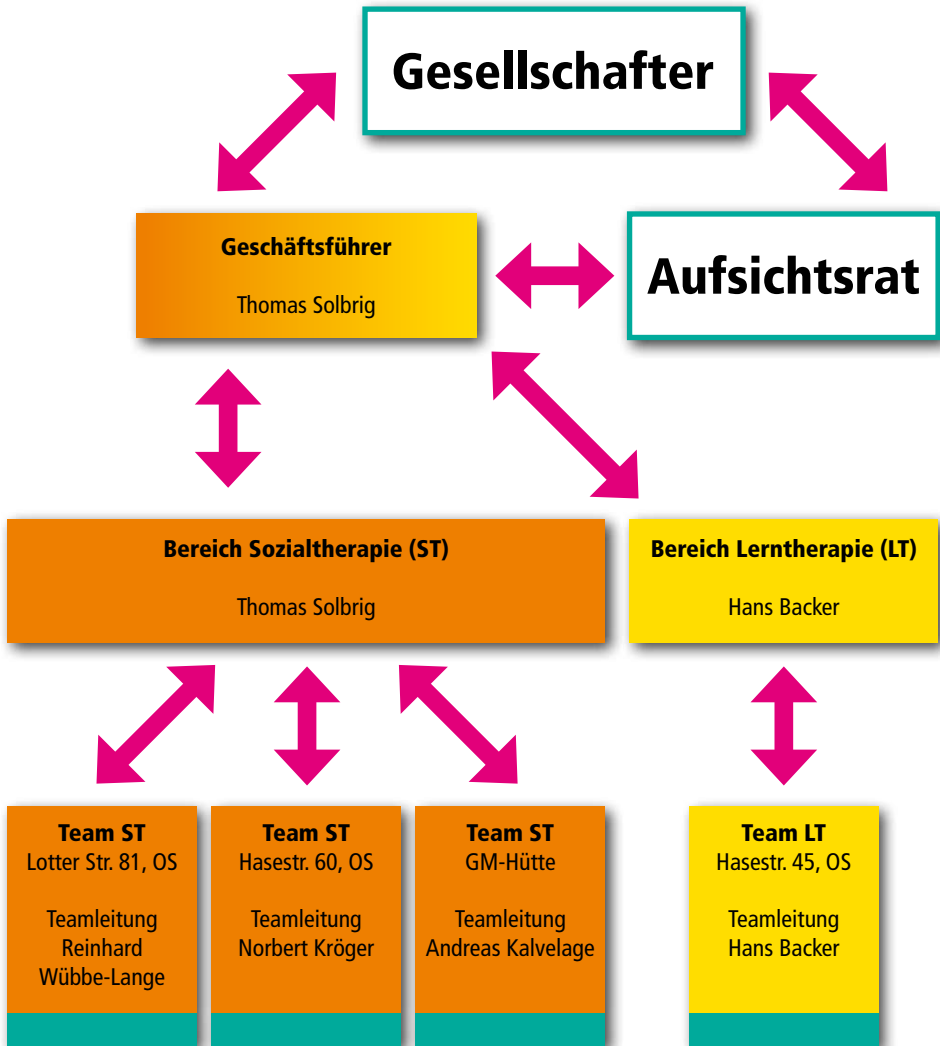 Gesellschafter
Geschäftsführer
Thomas Solbrig
Aufsichtsrat
Bereich Sozialtherapie (ST)
Thomas Solbrig
Bereich Lerntherapie (LT)
Hans Backer
Team ST
Lotter Str. 81, OS
Teamleitung
Reinhard
Wübbe-Lange
Team ST
Hasestr. 60, OS
Teamleitung
Norbert Kröger
Team ST
GM-Hütte
Teamleitung
Andreas Kalvelage
Team LT
Hasestr. 45, OS
Teamleitung
Hans Backer